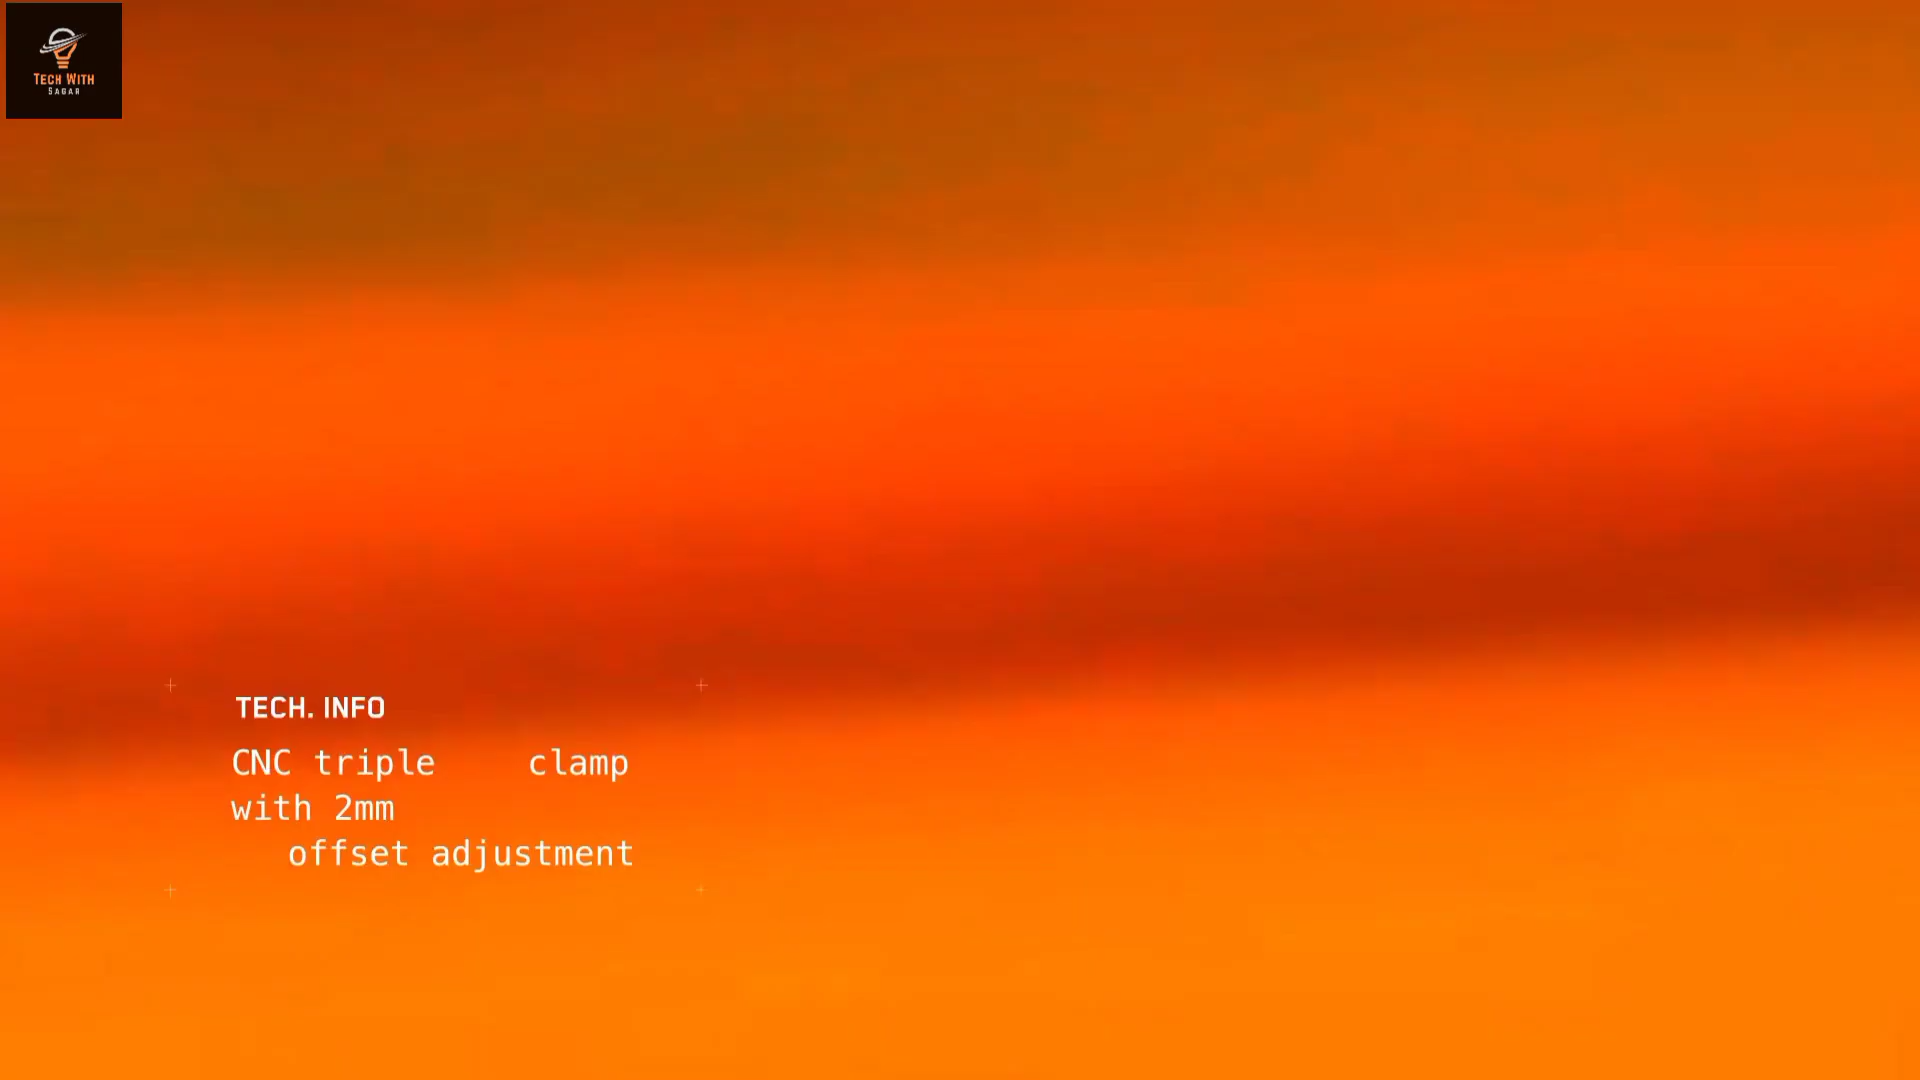 TECH WITH
SAGAR
TECH. INFO
CNC triple clamp
with 2mm
offset adjustment